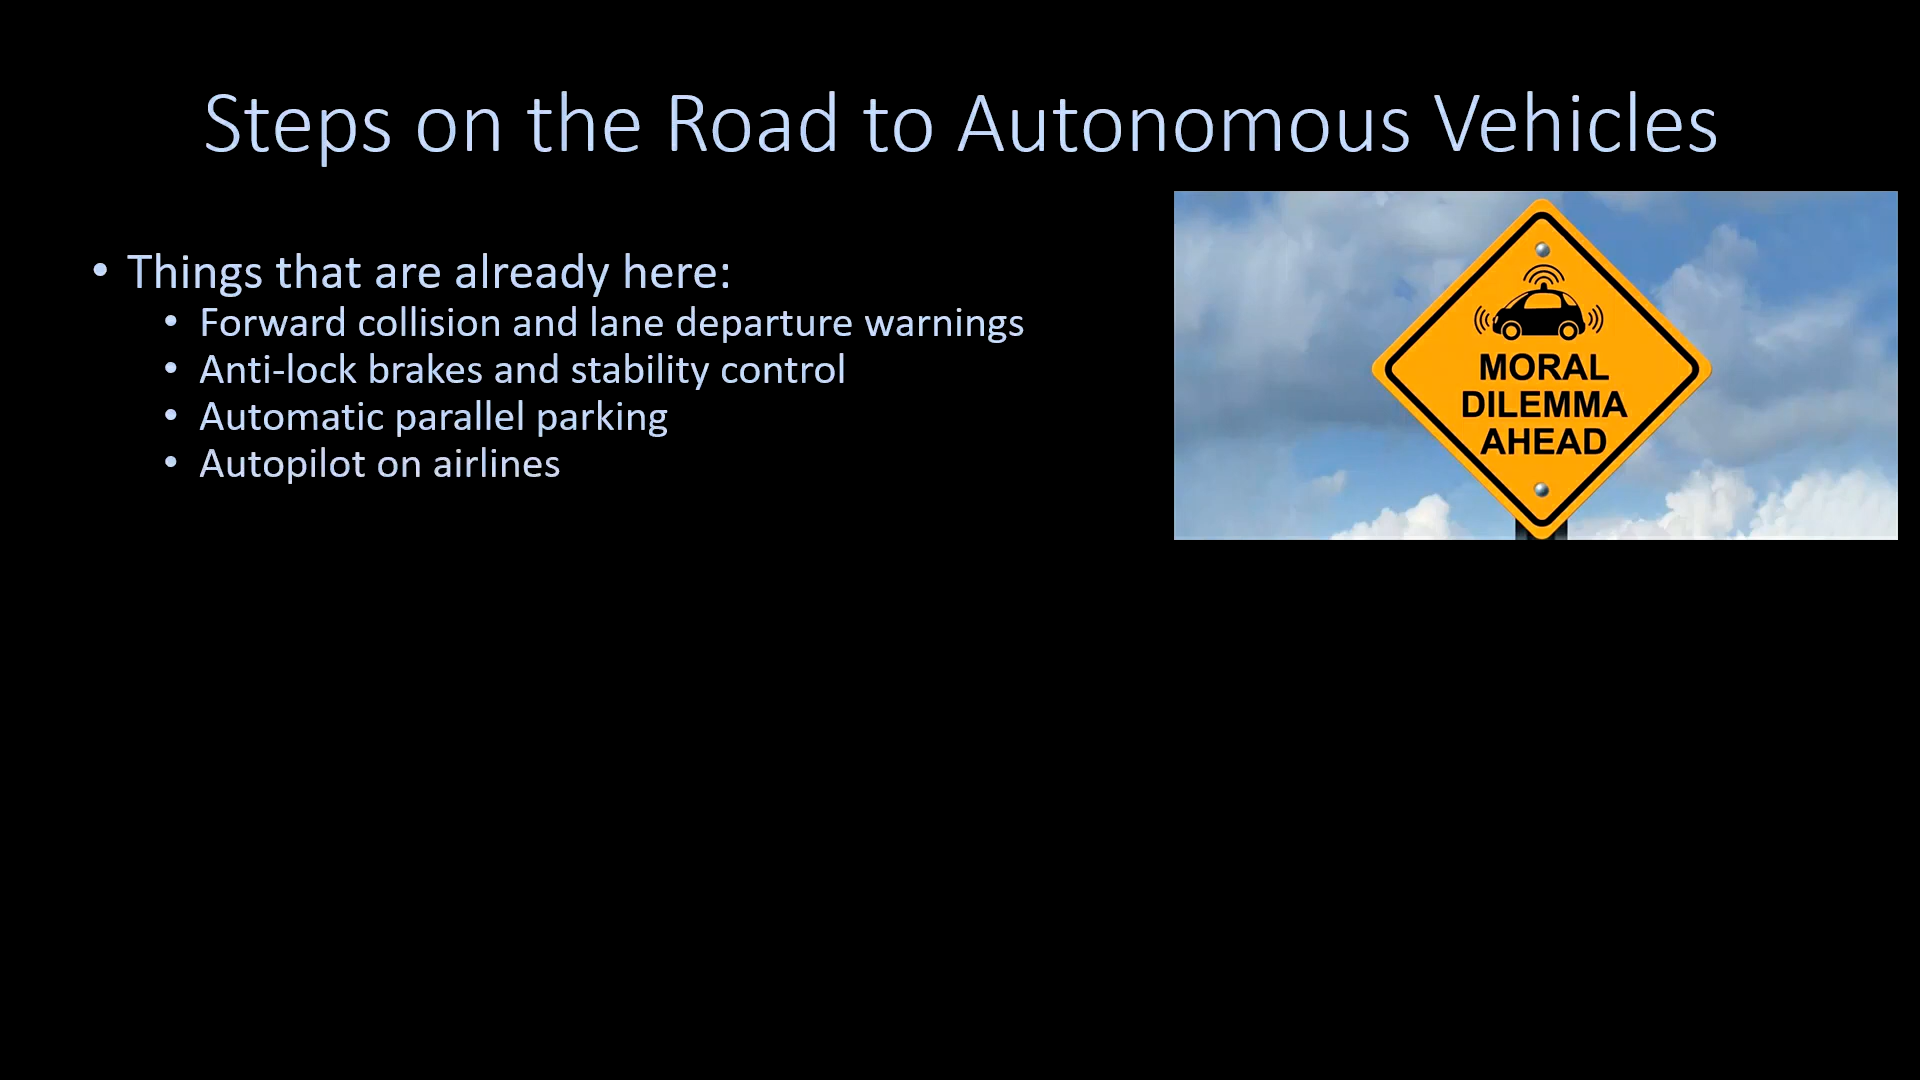 Steps on the Road to Autonomous Vehicles
• Things that are already here:
• Forward collision and lane departure warnings
• Anti-lock brakes and stability control
• Automatic parallel parking
• Autopilot on airlines
MORAL
DILEMMA
AHEAD